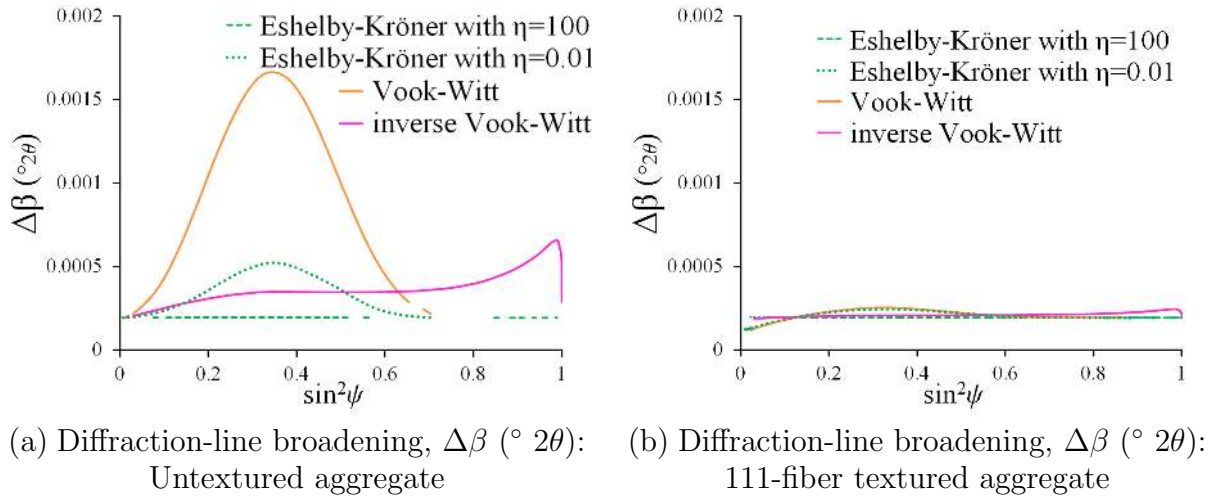 0.002
Eshelby-Kröner with η=100
Eshelby-Kröner with η=0.01
Vook-Witt
inverse Vook-Witt
0.0015
0.001
0.0005
0
Δβ (°2θ)
0 0.2 0.4 0.6 0.8 1
sin²ψ
(a) Diffraction-line broadening, Δβ (° 2θ):
Untextured aggregate
0.002
Eshelby-Kröner with η=100
Eshelby-Kröner with η=0.01
Vook-Witt
inverse Vook-Witt
0.0015
0.001
0.0005
0
Δβ (°2θ)
0 0.2 0.4 0.6 0.8 1
sin²ψ
(b) Diffraction-line broadening, Δβ (° 2θ):
111-fiber textured aggregate